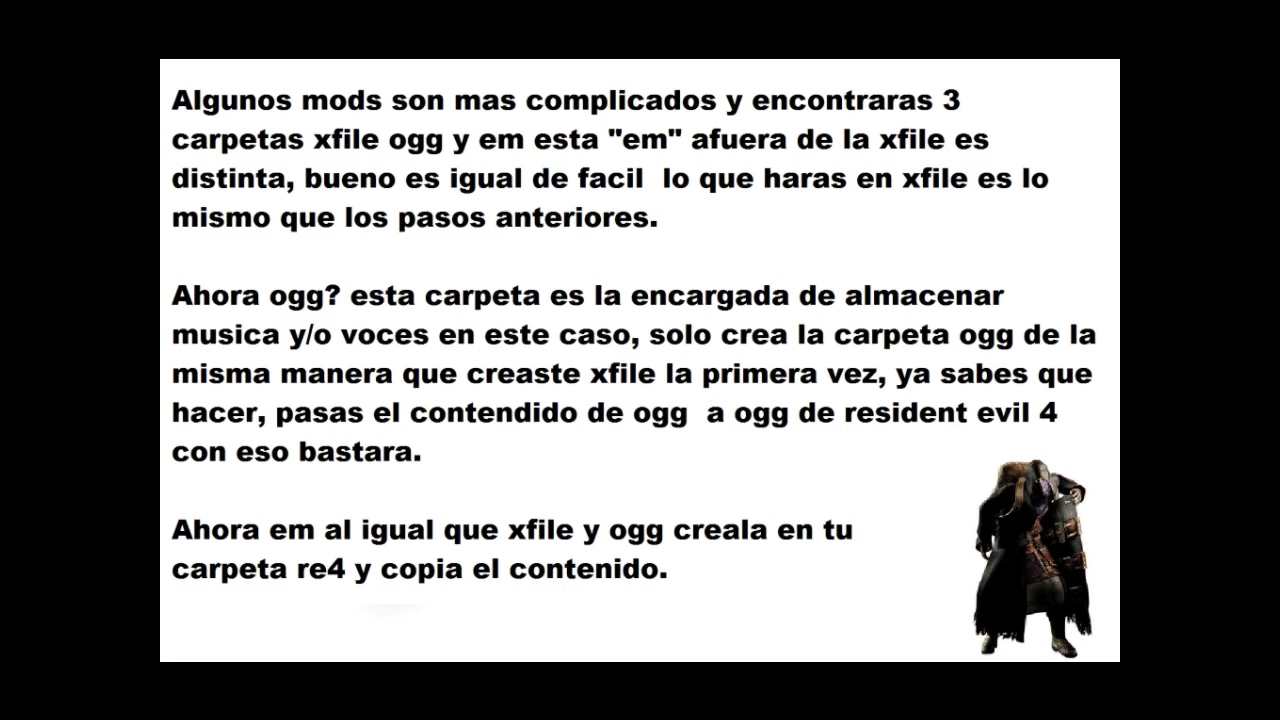 Algunos mods son mas complicados y encontraras 3
carpetas xfile ogg y em esta "em" afuera de la xfile es
distinta, bueno es igual de facil  lo que haras en xfile es lo
mismo que los pasos anteriores.
Ahora ogg? esta carpeta es la encargada de almacenar
musica y/o voces en este caso, solo crea la carpeta ogg de la
misma manera que creaste xfile la primera vez, ya sabes que
hacer, pasas el contendido de ogg  a ogg de resident evil 4
con eso bastara.
Ahora em al igual que xfile y ogg creala en tu
carpeta re4 y copia el contenido.